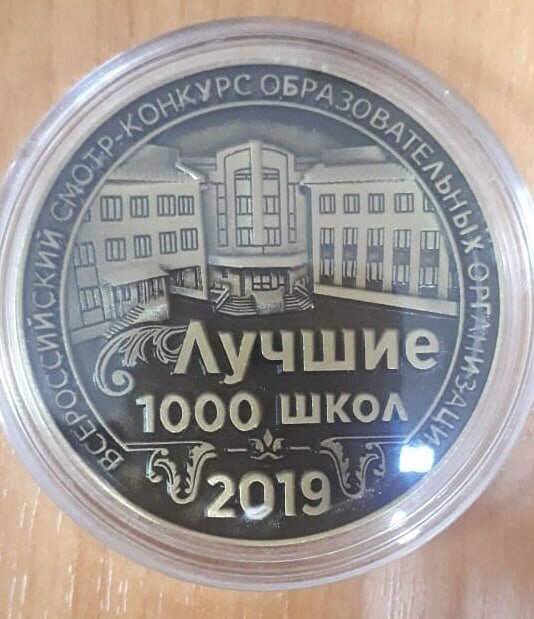 ВСЕРОССИЙСКИЙ СМОТР-КОНКУРС ОБРАЗОВАТЕЛЬНЫХ ОРГАНИЗАЦИЙ
Лучшие
1000 школ
2019